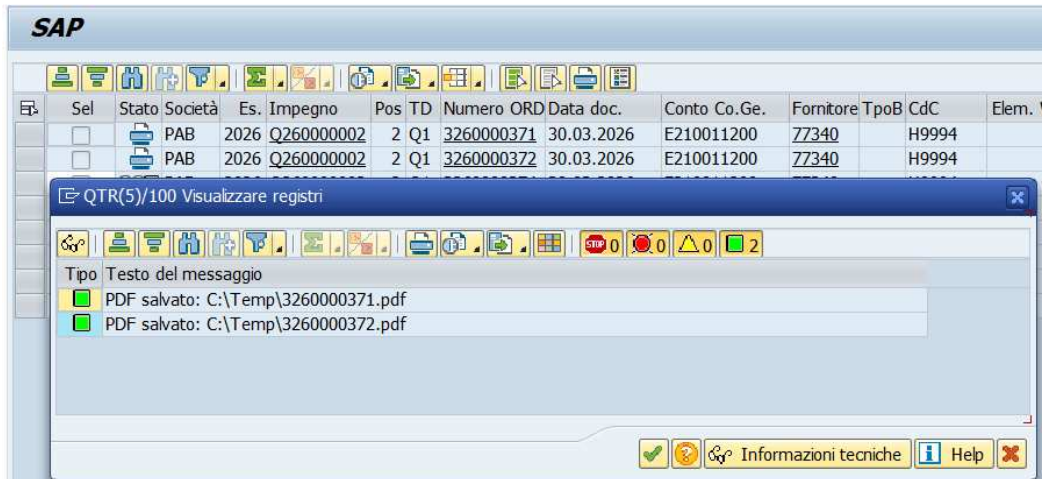 SAP
Sel Stato Società Es. Impegno Pos TD Numero ORD Data doc. Conto Co.Ge. Fornitore TpoB CdC Elem.
PAB 2026 Q260000002 2 Q1 3260000371 30.03.2026 E210011200 77340 H9994
PAB 2026 Q260000002 2 Q1 3260000372 30.03.2026 E210011200 77340 H9994
QTR(5)/100 Visualizzare registri
STOP 0 0 0 2
Tipo Testo del messaggio
PDF salvato: C:\Temp\3260000371.pdf
PDF salvato: C:\Temp\3260000372.pdf
Informazioni tecniche Help